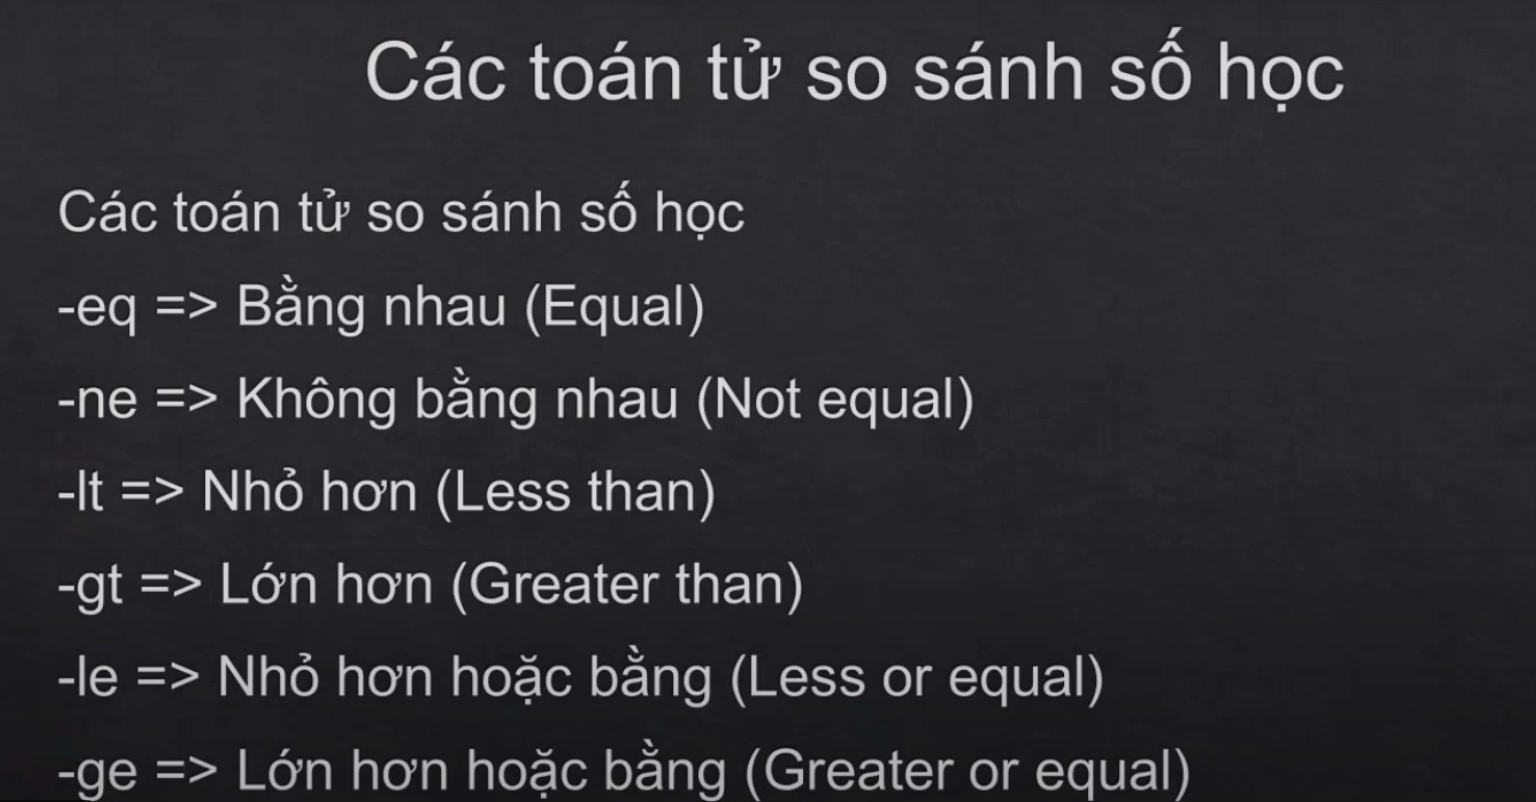 Các toán tử so sánh số học
Các toán tử so sánh số học
-eq => Bằng nhau (Equal)
-ne => Không bằng nhau (Not equal)
-lt => Nhỏ hơn (Less than)
-gt => Lớn hơn (Greater than)
-le => Nhỏ hơn hoặc bằng (Less or equal)
-ge => Lớn hơn hoặc bằng (Greater or equal)